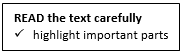 READ the text carefully
✓ highlight important parts